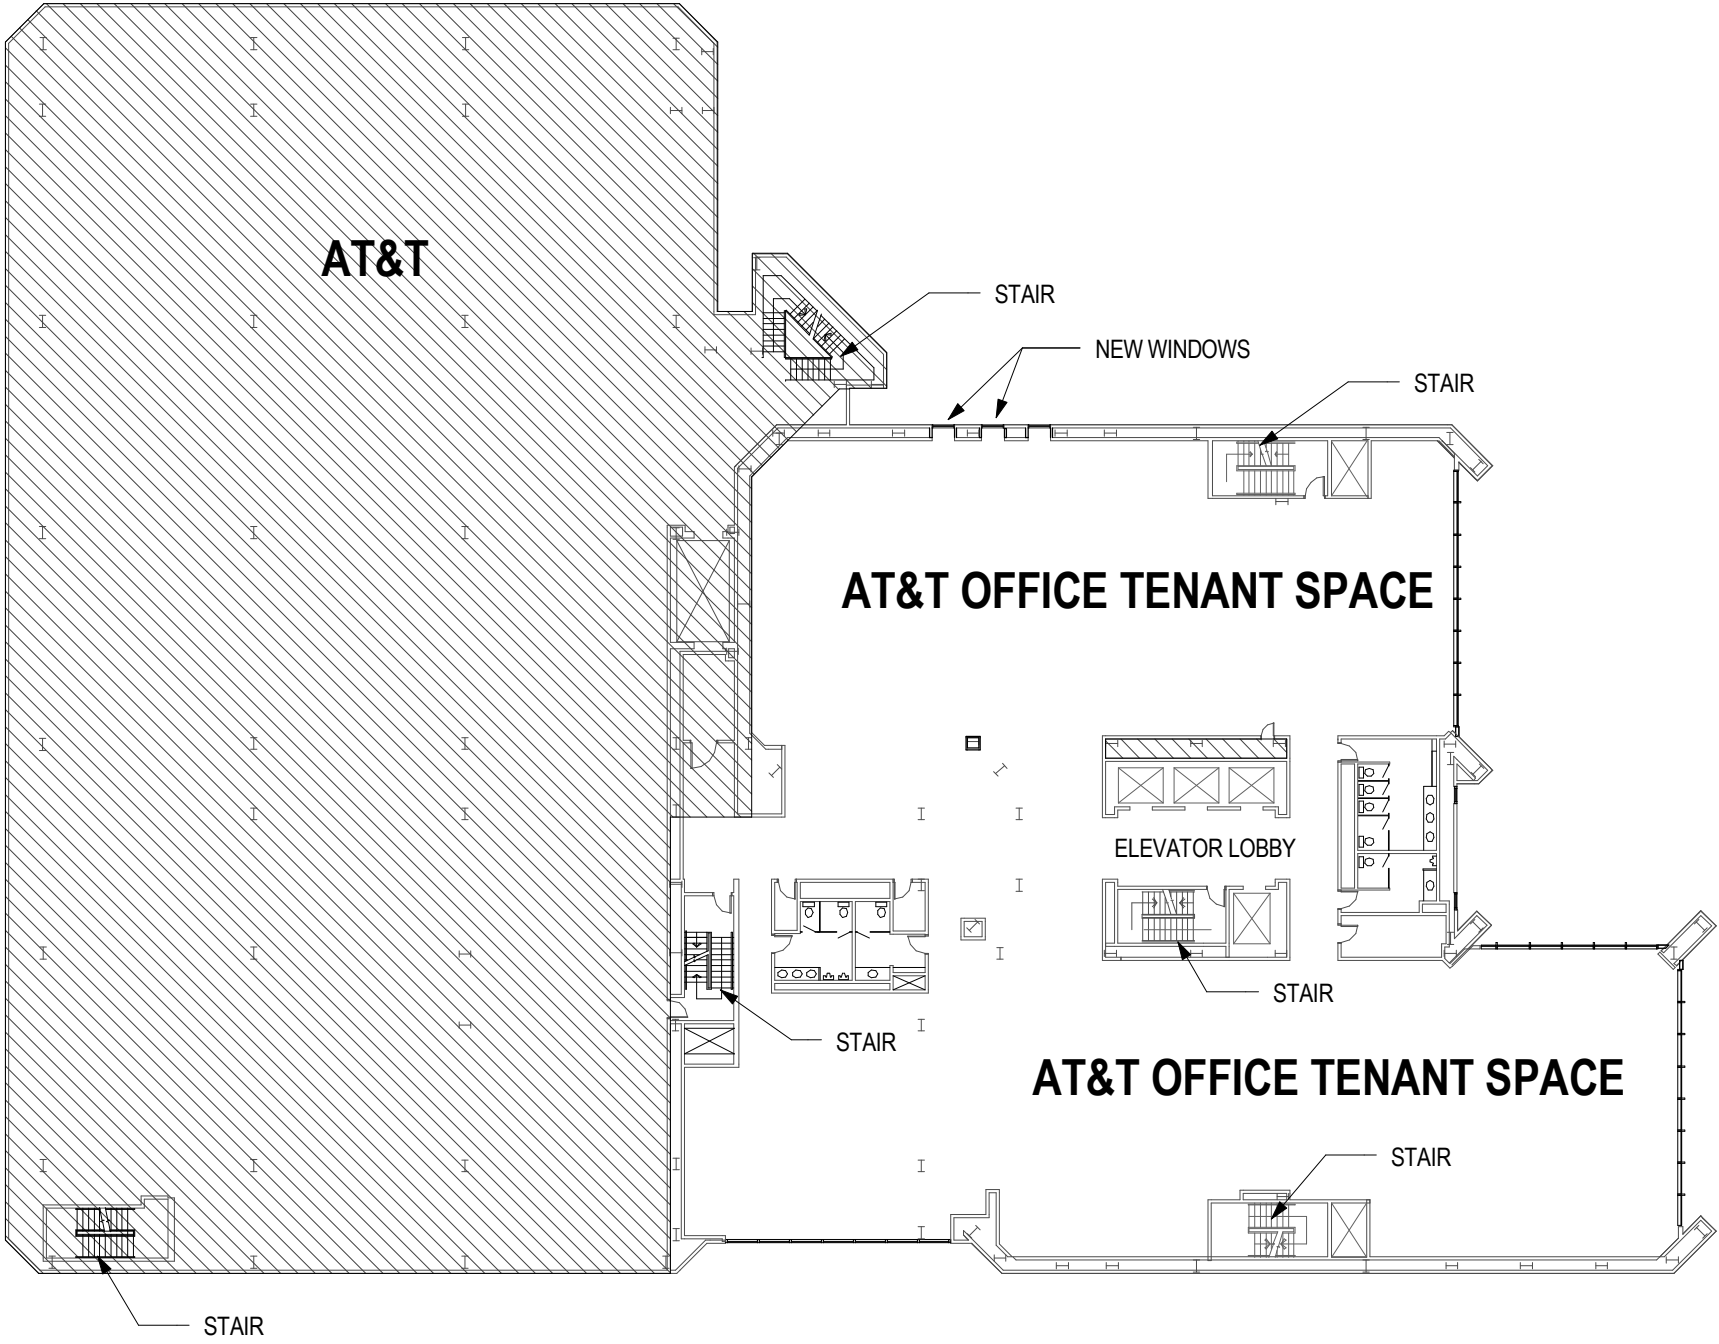 AT&T
STAIR
NEW WINDOWS
STAIR
AT&T OFFICE TENANT SPACE
ELEVATOR LOBBY
STAIR
STAIR
AT&T OFFICE TENANT SPACE
STAIR
STAIR